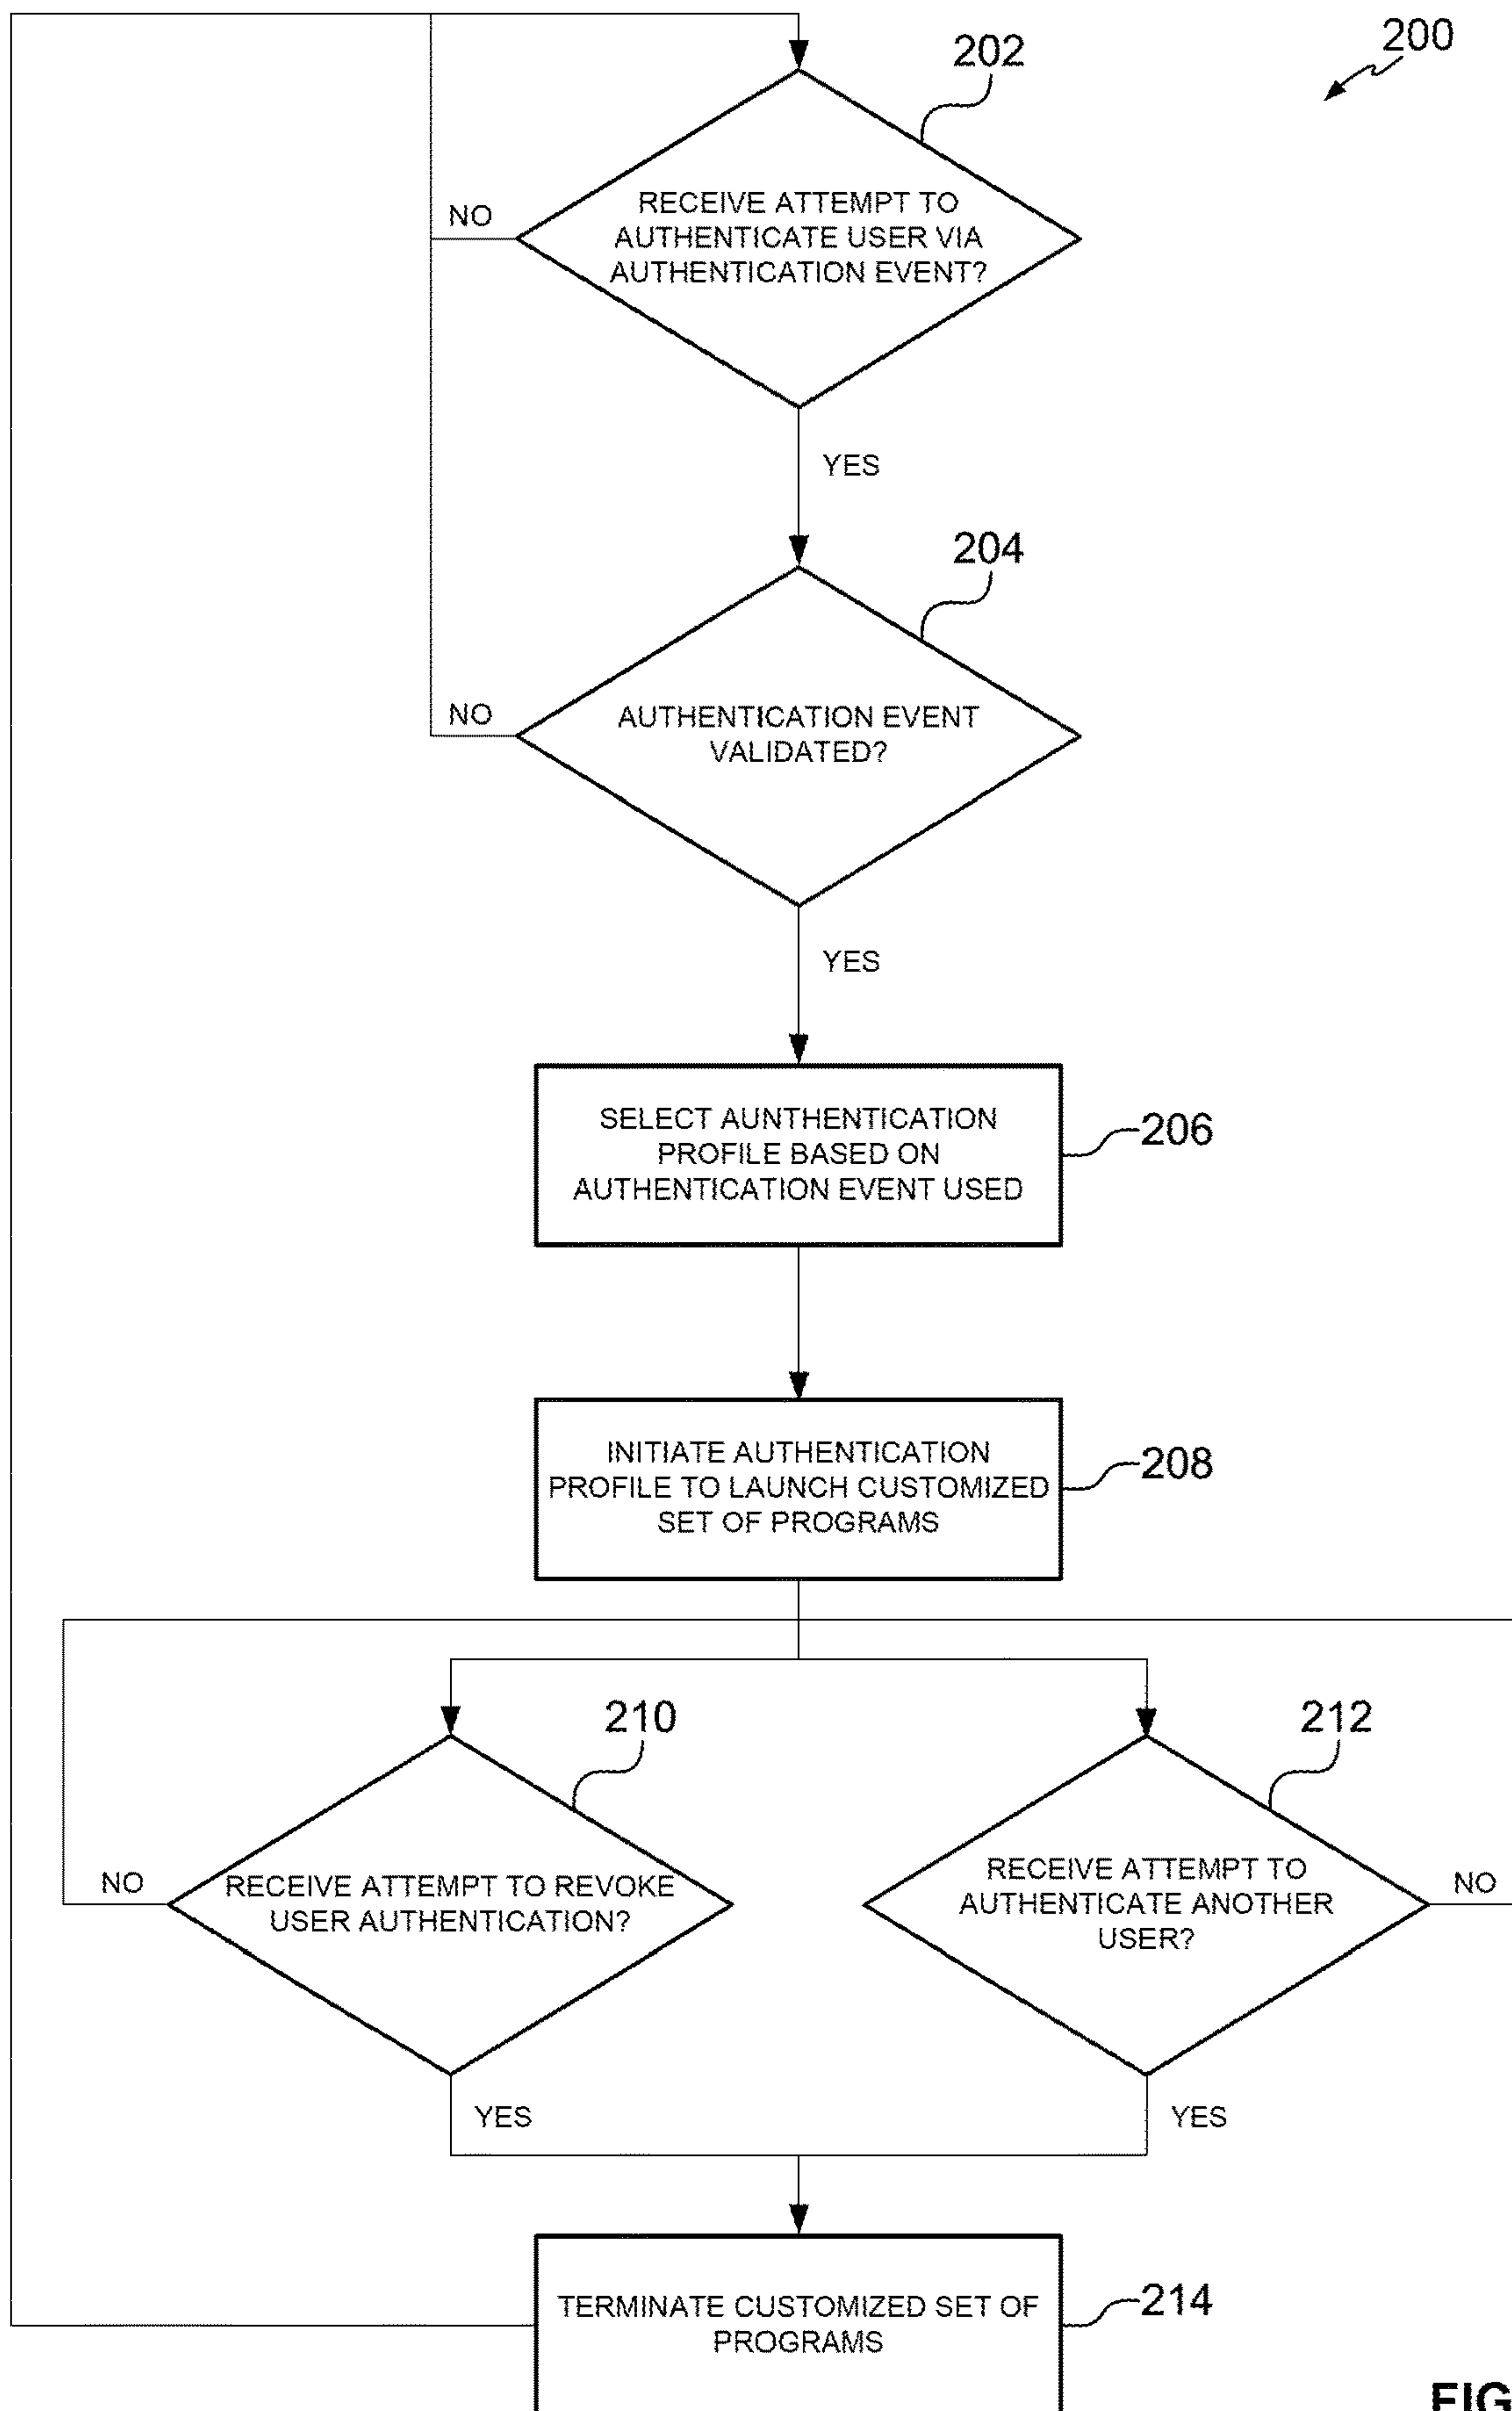 200
202
RECEIVE ATTEMPT TO
AUTHENTICATE USER VIA
AUTHENTICATION EVENT?
NO
YES
204
AUTHENTICATION EVENT
VALIDATED?
NO
YES
SELECT AUNTHENTICATION
PROFILE BASED ON
AUTHENTICATION EVENT USED
206
INITIATE AUTHENTICATION
PROFILE TO LAUNCH CUSTOMIZED
SET OF PROGRAMS
208
210
RECEIVE ATTEMPT TO REVOKE
USER AUTHENTICATION?
NO
YES
212
RECEIVE ATTEMPT TO
AUTHENTICATE ANOTHER
USER?
NO
YES
TERMINATE CUSTOMIZED SET OF
PROGRAMS
214
FIG